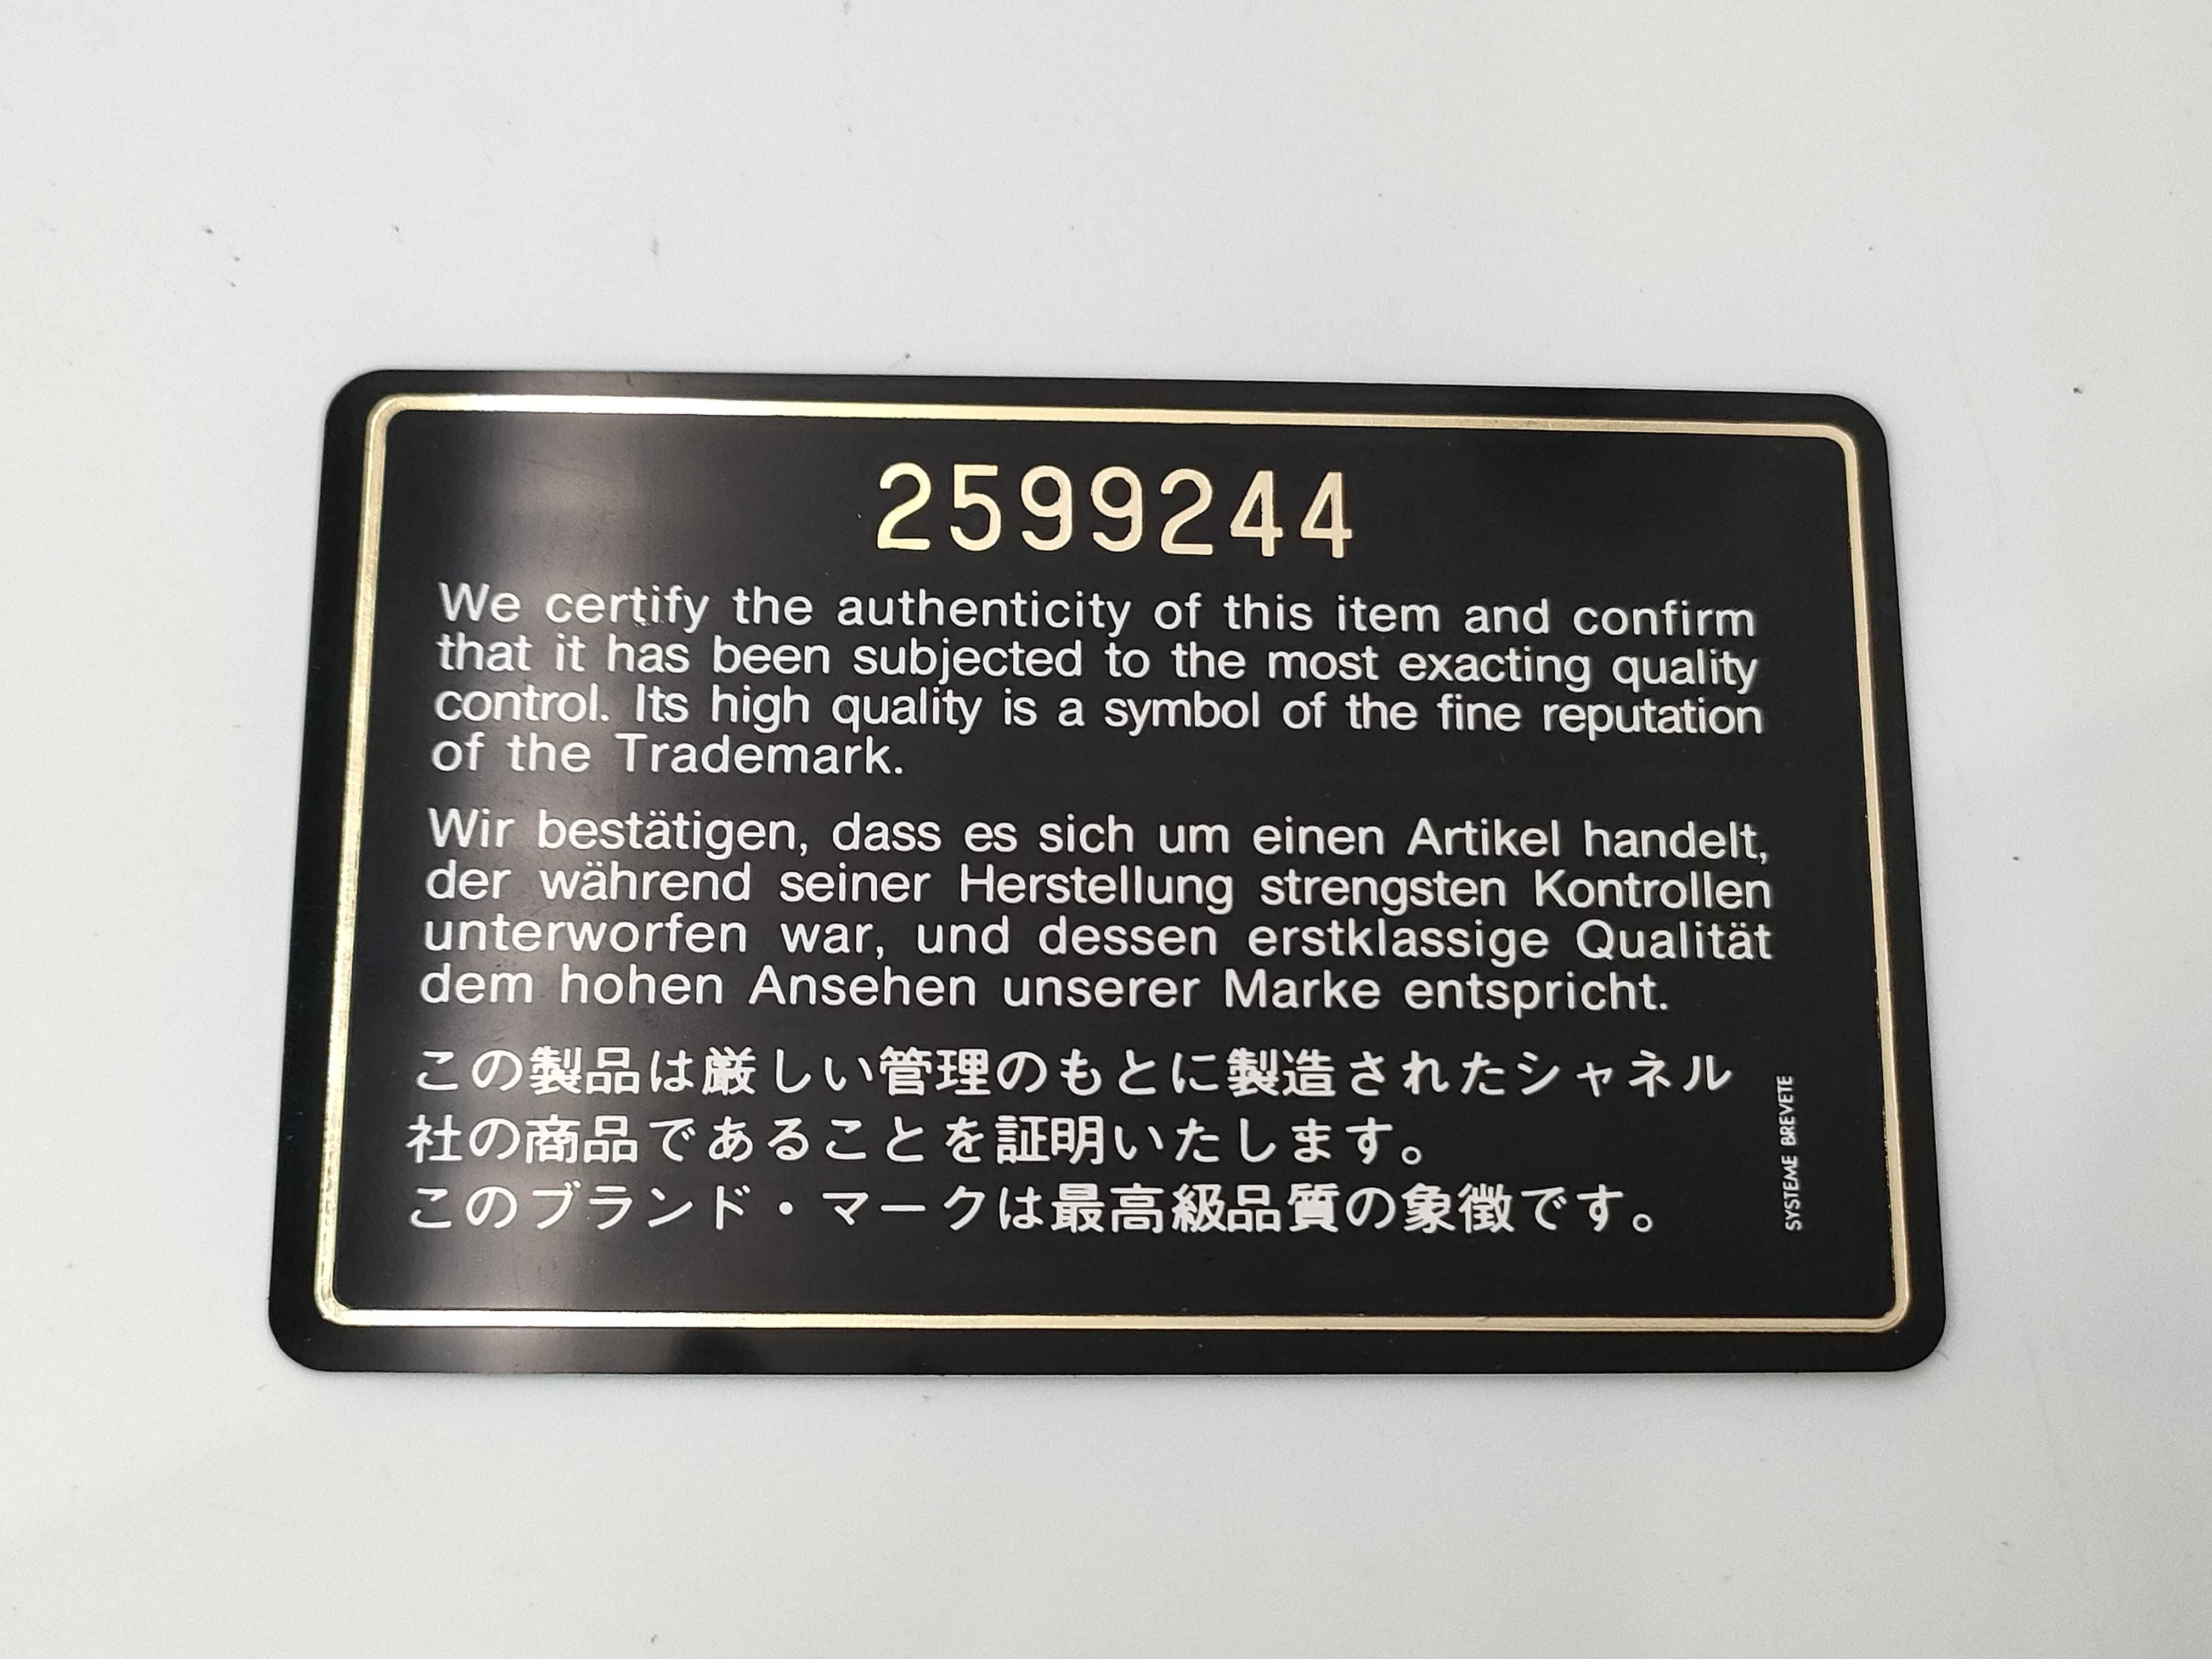 2599244
We certify the authenticity of this item and confirm
that it has been subjected to the most exacting quality
control. Its high quality is a symbol of the fine reputation
of the Trademark.
Wir bestätigen, dass es sich um einen Artikel handelt,
der während seiner Herstellung strengsten Kontrollen
unterworfen war, und dessen erstklassige Qualität
dem hohen Ansehen unserer Marke entspricht.
この製品は厳しい管理のもとに製造されたシャネル
社の商品であることを証明いたします。
このブランド・マークは最高級品質の象徴です。
SYSTEME BREVETE